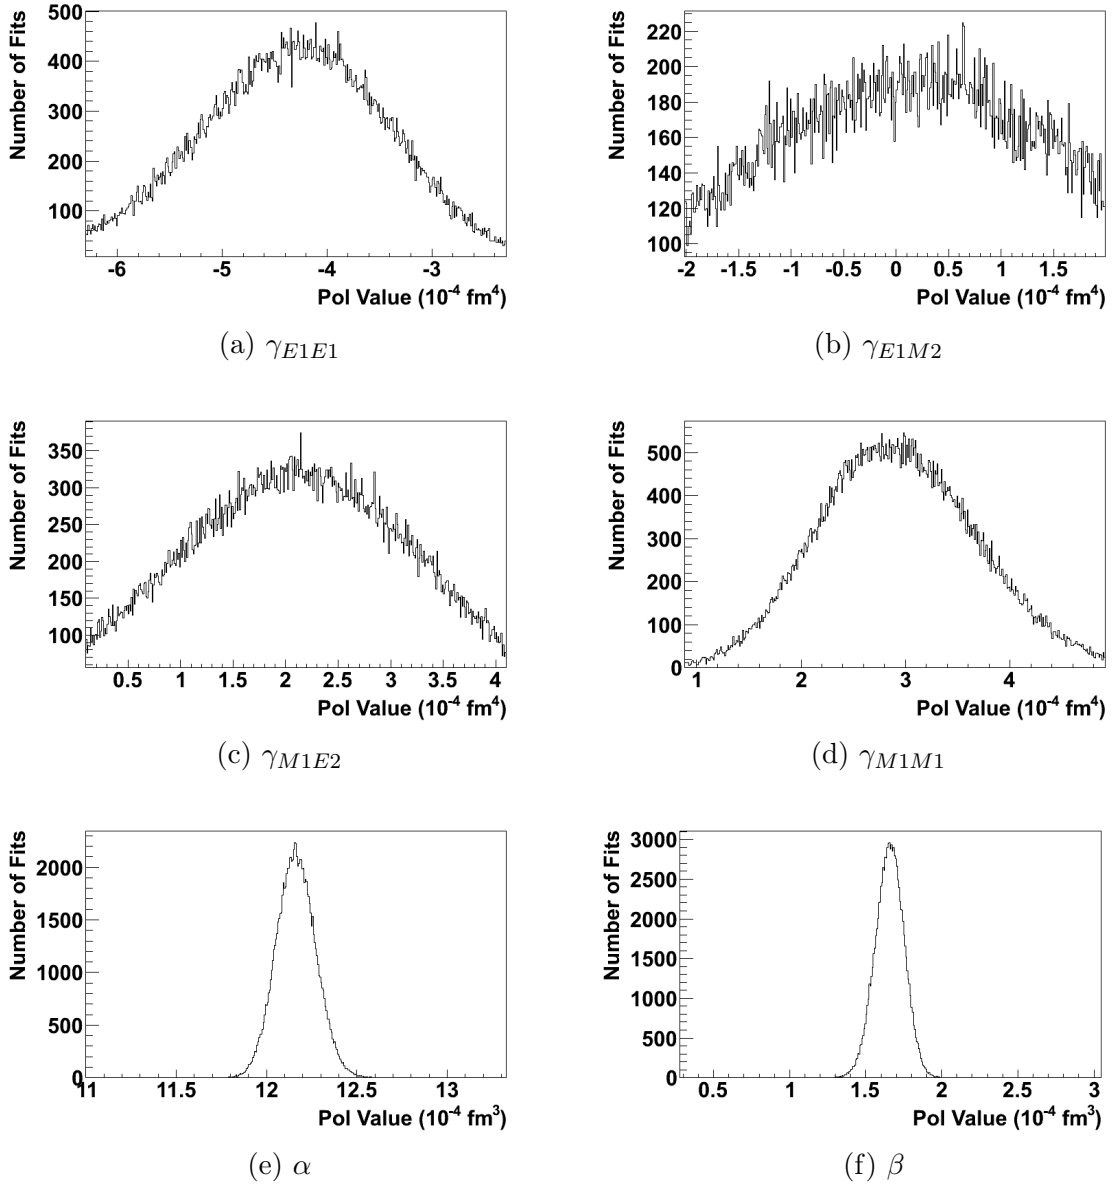 Number of Fits
500
400
300
200
100
-6 -5 -4 -3
Pol Value (10⁻⁴ fm⁴)
(a) γE1E1
Number of Fits
220
200
180
160
140
120
100
-2 -1.5 -1 -0.5 0 0.5 1 1.5
Pol Value (10⁻⁴ fm⁴)
(b) γE1M2
Number of Fits
350
300
250
200
150
100
0.5 1 1.5 2 2.5 3 3.5 4
Pol Value (10⁻⁴ fm⁴)
(c) γM1E2
Number of Fits
500
400
300
200
100
0
1 2 3 4
Pol Value (10⁻⁴ fm⁴)
(d) γM1M1
Number of Fits
2000
1500
1000
500
0
11 11.5 12 12.5 13
Pol Value (10⁻⁴ fm³)
(e) α
Number of Fits
3000
2500
2000
1500
1000
500
0
0.5 1 1.5 2 2.5 3
Pol Value (10⁻⁴ fm³)
(f) β